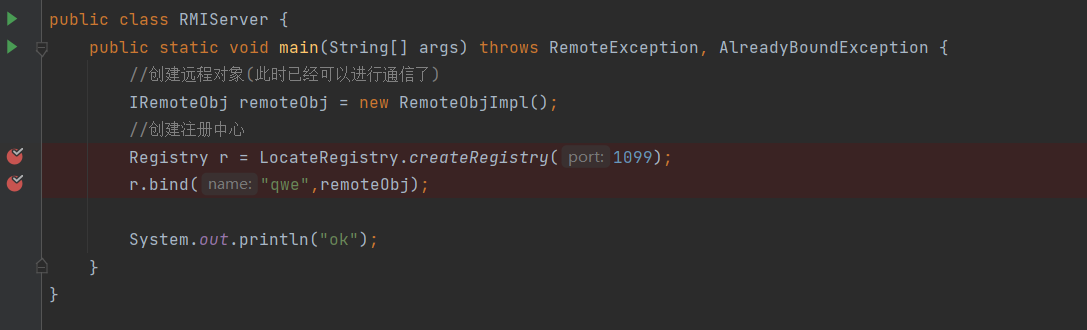 public class RMIServer {
public static void main(String[] args) throws RemoteException, AlreadyBoundException {
//创建远程对象(此时已经可以进行通信了)
IRemoteObj remoteObj = new RemoteObjImpl();
//创建注册中心
Registry r = LocateRegistry.createRegistry( port: 1099);
r.bind( name: "qwe",remoteObj);
System.out.println("ok");
}
}